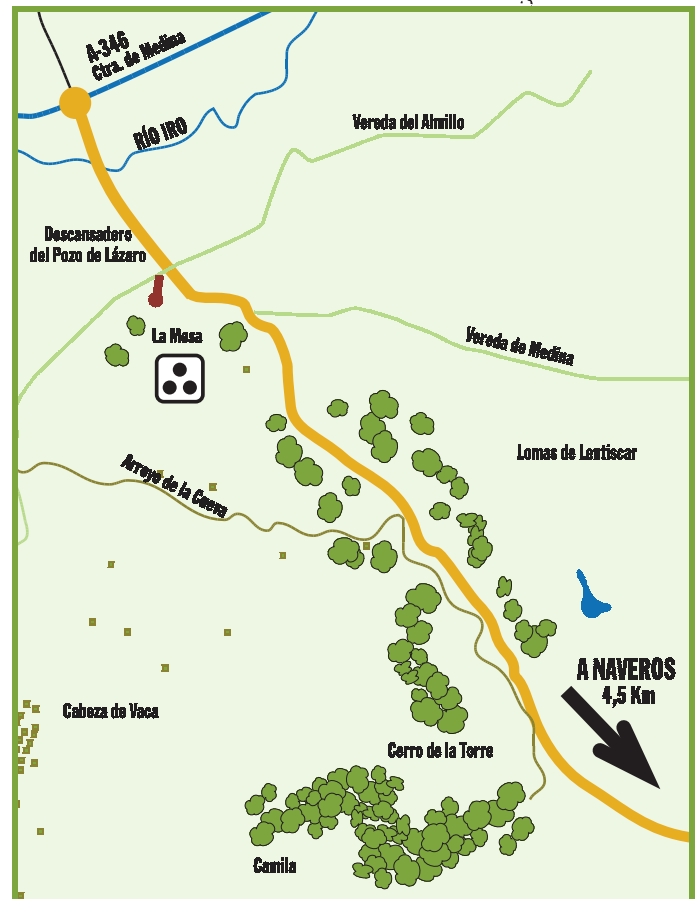 A-346
Ctra. de Medina
RÍO IRO
Vereda del Almillo
Descansadero
del Pozo de Lázaro
La Mesa
Vereda de Medina
Lomas de Lentiscar
Arroyo de la Cueva
A NAVEROS
4,5 Km
Cabeza de Vaca
Cerro de la Torre
Camila